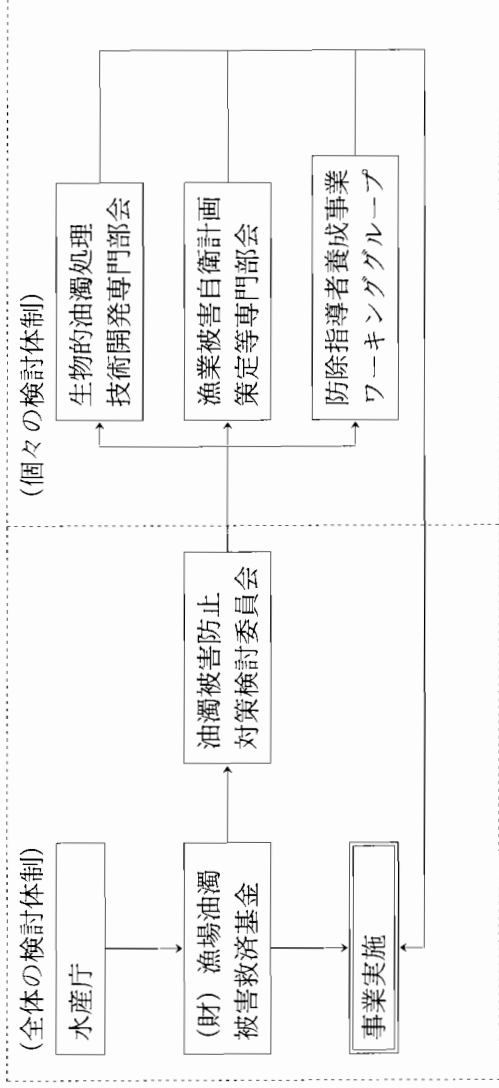 (全体の検討体制)
水産庁
(財) 漁場油濁
被害救済基金
事業実施
油濁被害防止
対策検討委員会
(個々の検討体制)
生物的油濁処理
技術開発専門部会
漁業被害自衛計画
策定等専門部会
防除指導者養成事業
ワーキンググループ